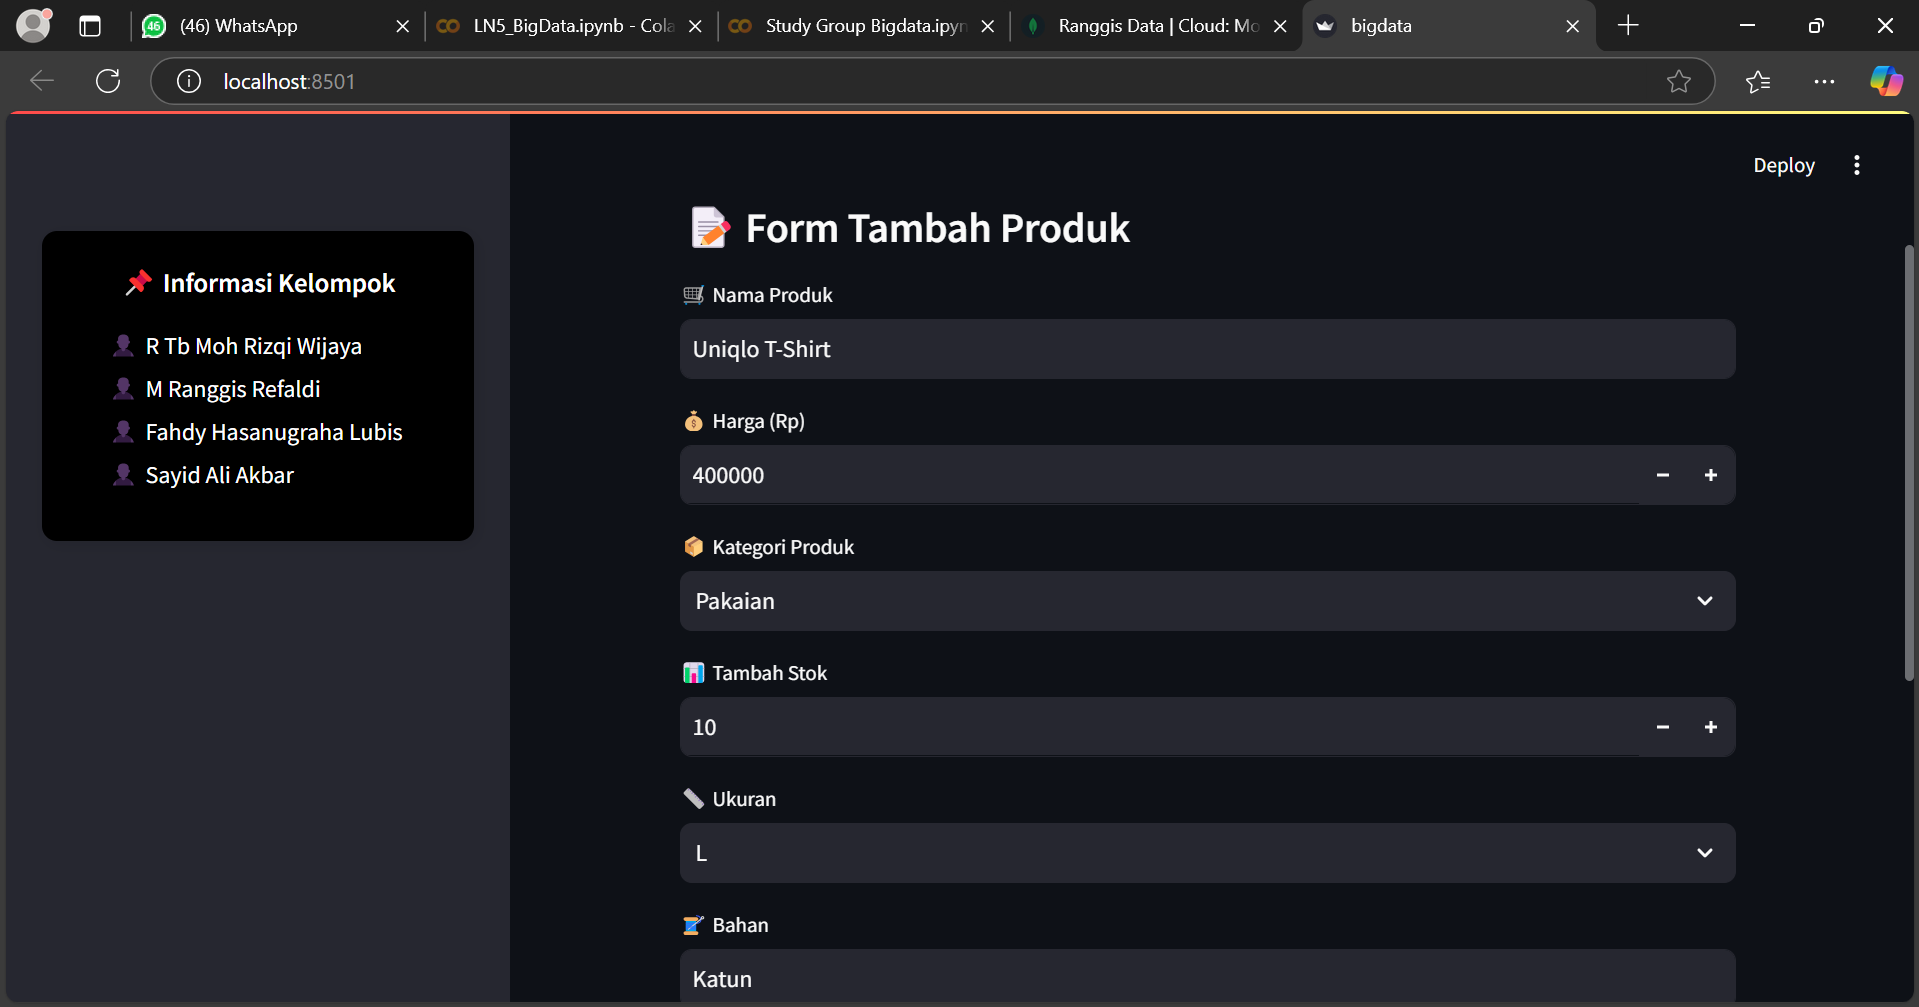 46
(46) WhatsApp
LN5_BigData.ipynb - Cola
Study Group Bigdata.ipyn
Ranggis Data | Cloud: Mo
bigdata
localhost:8501
Deploy
Informasi Kelompok
R Tb Moh Rizqi Wijaya
M Ranggis Refaldi
Fahdy Hasanugraha Lubis
Sayid Ali Akbar
Form Tambah Produk
Nama Produk
Uniqlo T-Shirt
Harga (Rp)
400000
Kategori Produk
Pakaian
Tambah Stok
10
Ukuran
L
Bahan
Katun